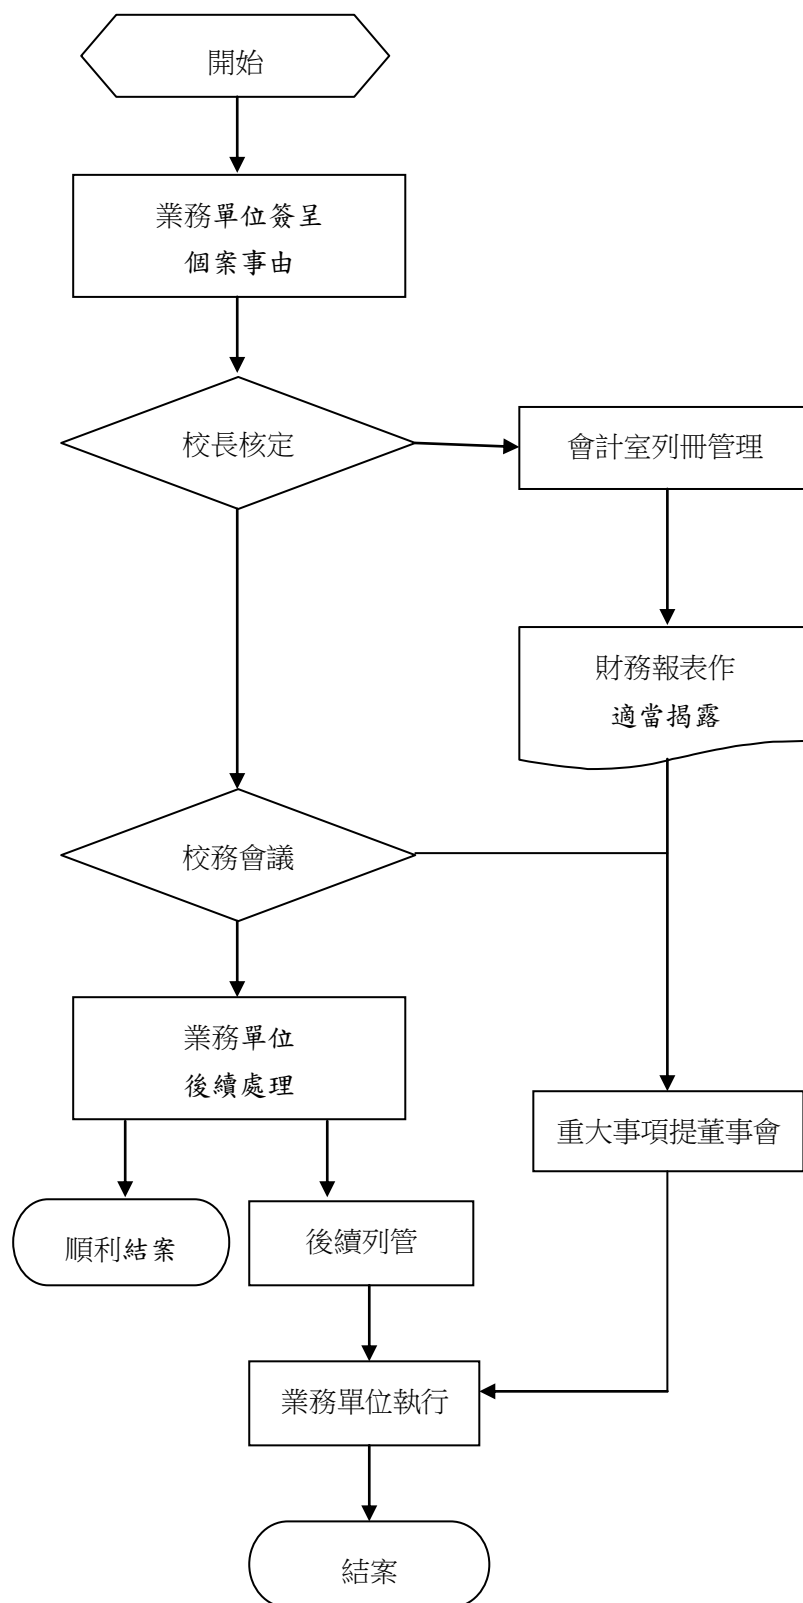 開始
業務單位簽呈
個案事由
校長核定
會計室列冊管理
財務報表作
適當揭露
校務會議
業務單位
後續處理
重大事項提董事會
順利結案
後續列管
業務單位執行
結案